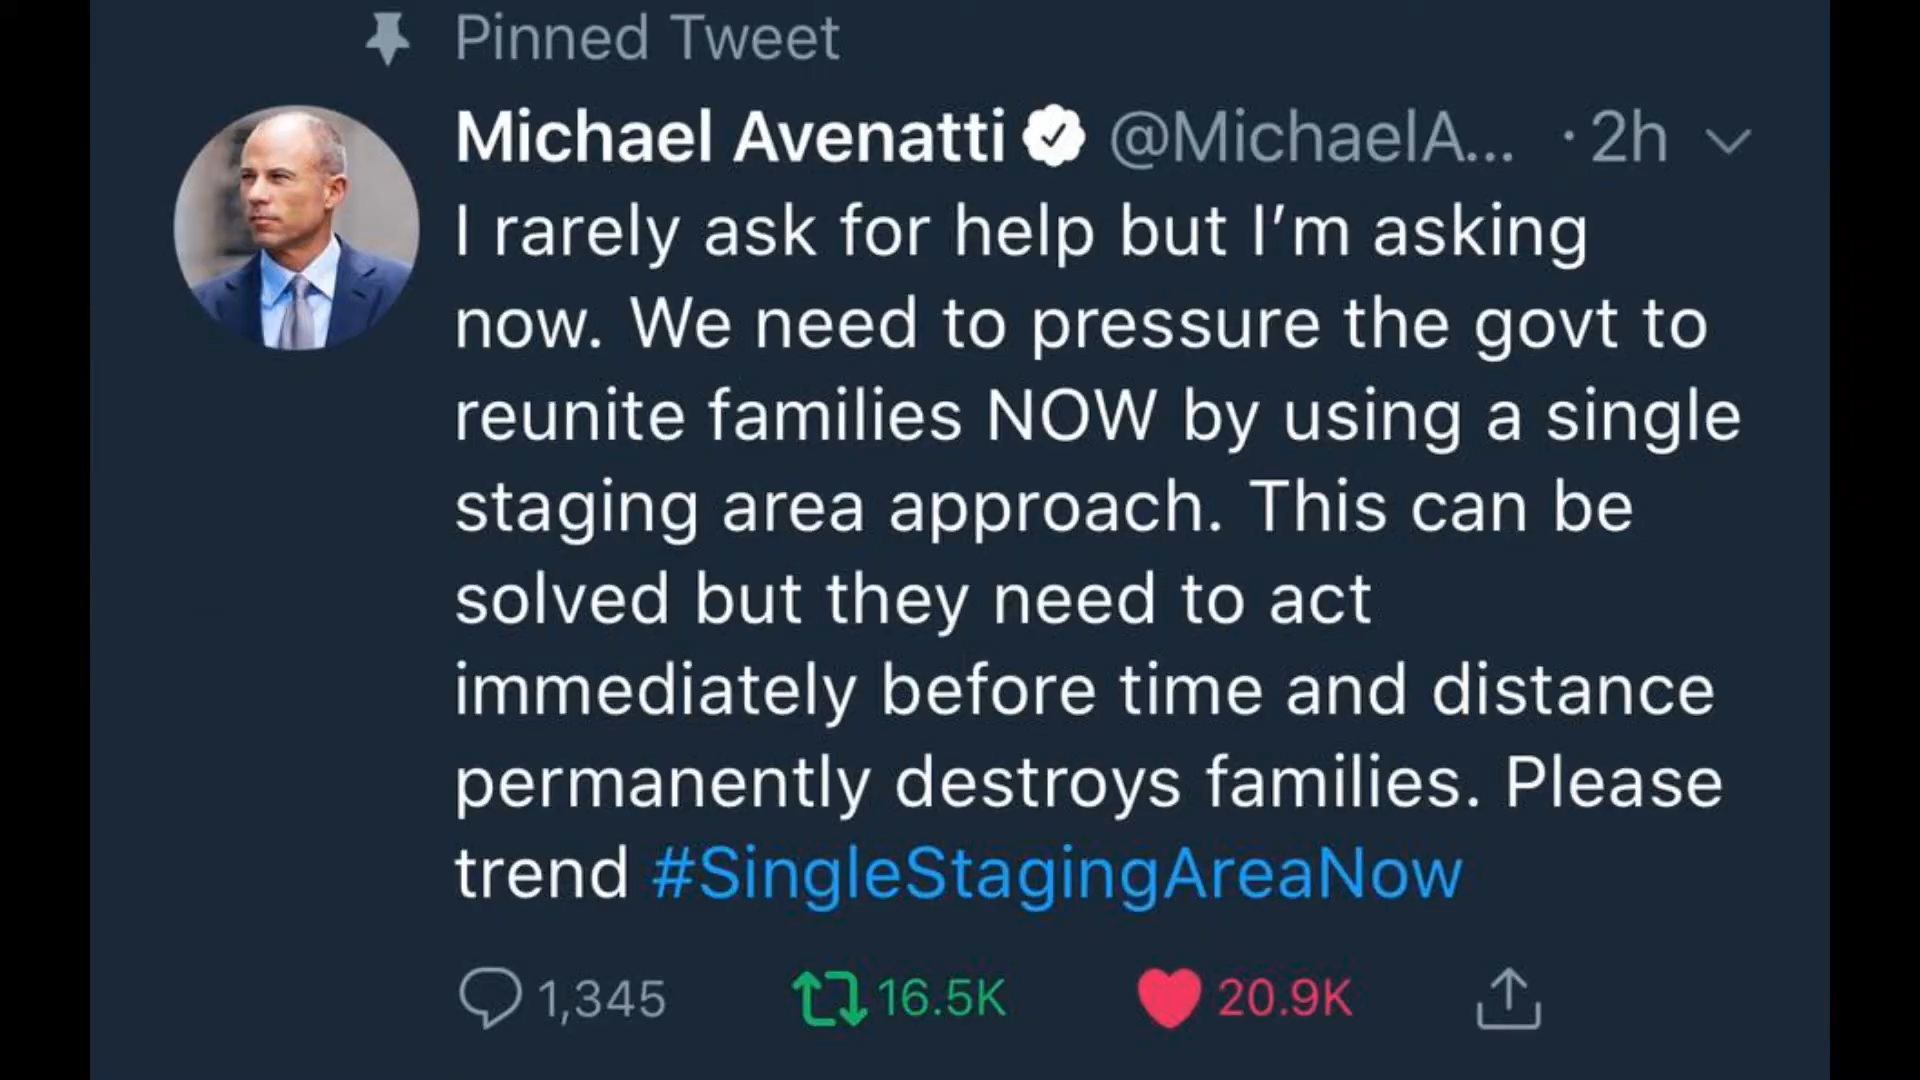 Pinned Tweet
Michael Avenatti @MichaelA... · 2h
I rarely ask for help but I’m asking
now. We need to pressure the govt to
reunite families NOW by using a single
staging area approach. This can be
solved but they need to act
immediately before time and distance
permanently destroys families. Please
trend #SingleStagingAreaNow
1,345 16.5K 20.9K